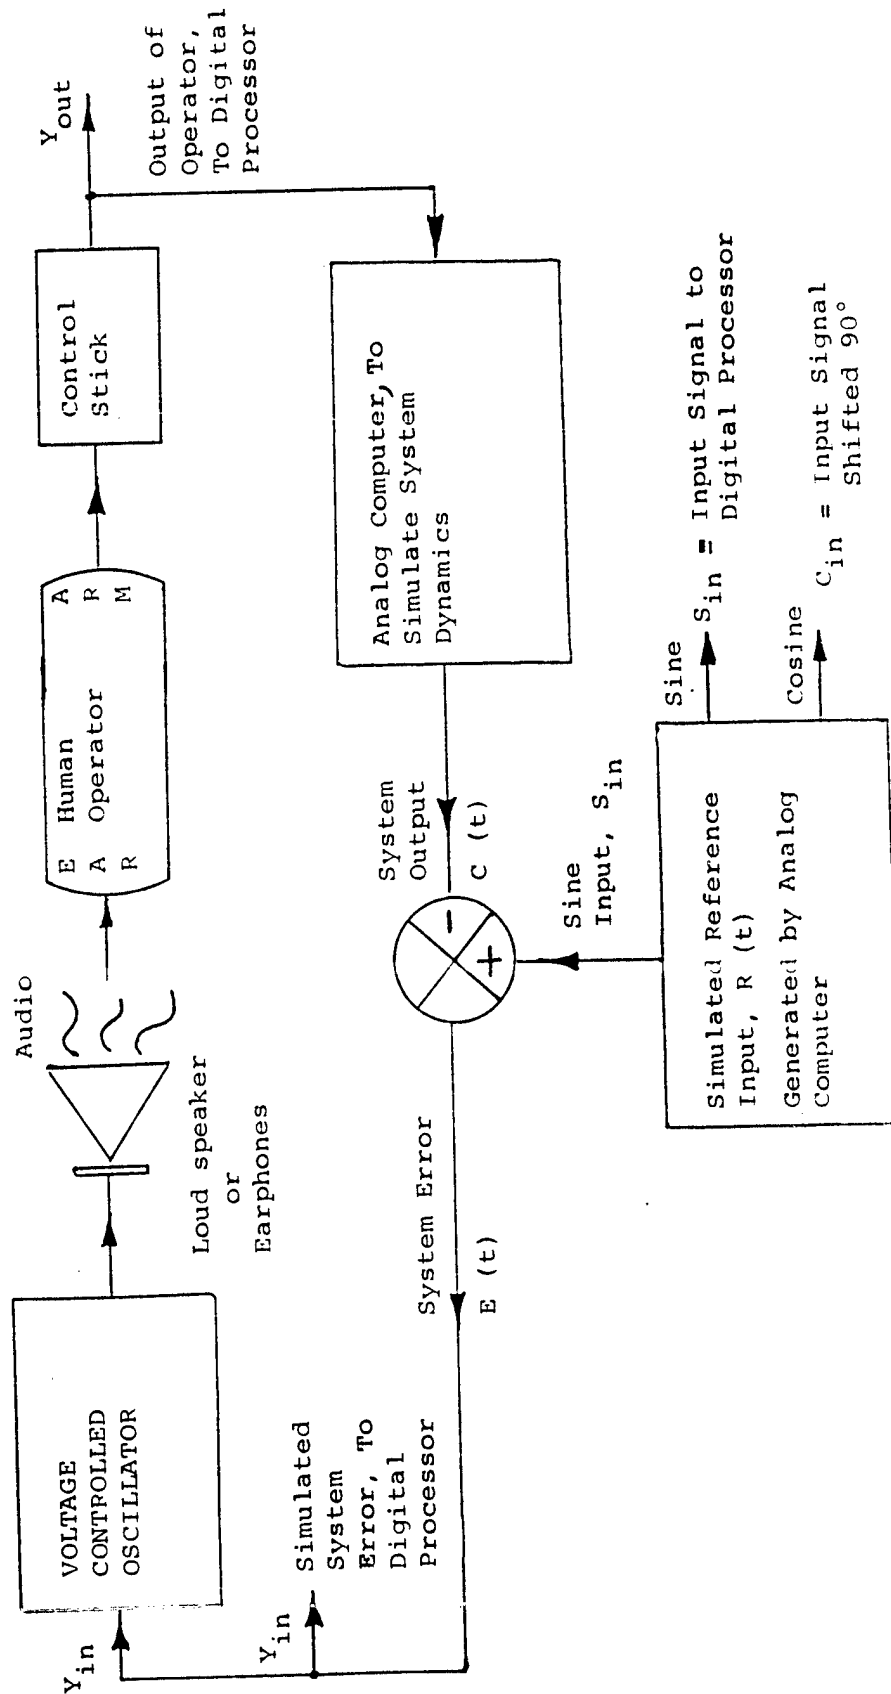 Y_in
VOLTAGE
CONTROLLED
OSCILLATOR
Loud speaker
or
Earphones
Audio
E Human A
A Operator R
R M
Control
Stick
Y_out
Output of
Operator,
To Digital
Processor
Y_in
Simulated
System
Error, To
Digital
Processor
System Error
E (t)
System
Output
C (t)
-
+
Analog Computer, To
Simulate System
Dynamics
Sine
Input, S_in
Simulated Reference
Input, R (t)
Generated by Analog
Computer
Sine
S_in = Input Signal to
Digital Processor
Cosine
C_in = Input Signal
Shifted 90°